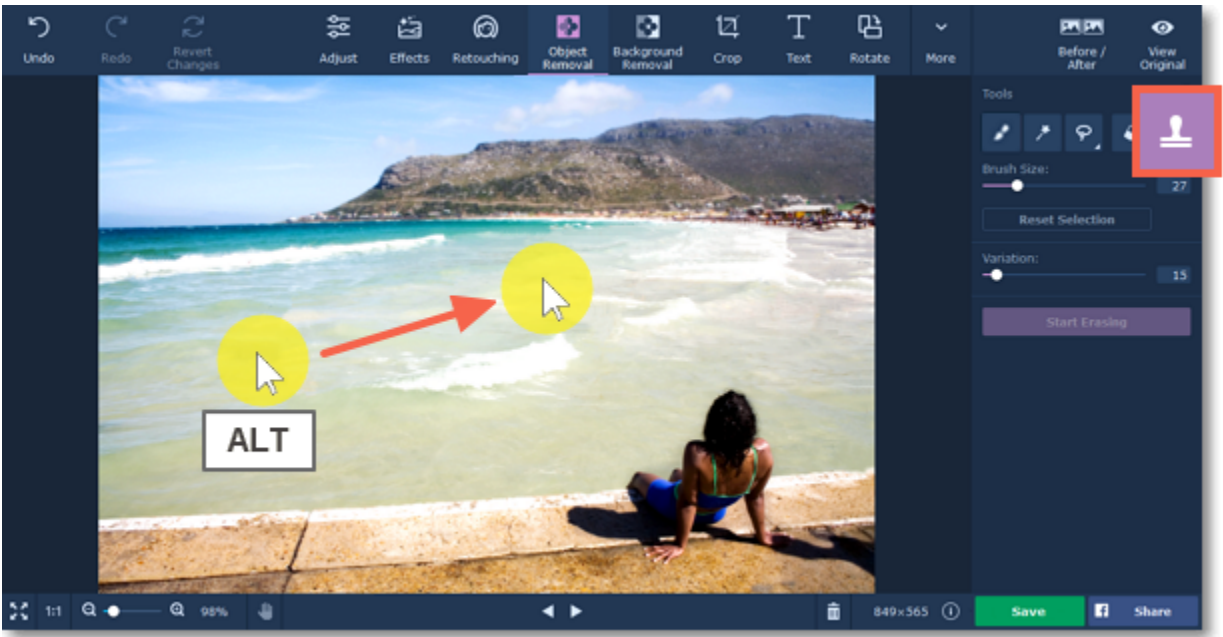 Undo
Redo
Revert
Changes
Adjust
Effects
Retouching
Object
Removal
Background
Removal
Crop
Text
Rotate
More
Before /
After
View
Original
Tools
Brush Size:
27
Reset Selection
Variation:
15
Start Erasing
ALT
1:1
98%
849×565
Save
Share